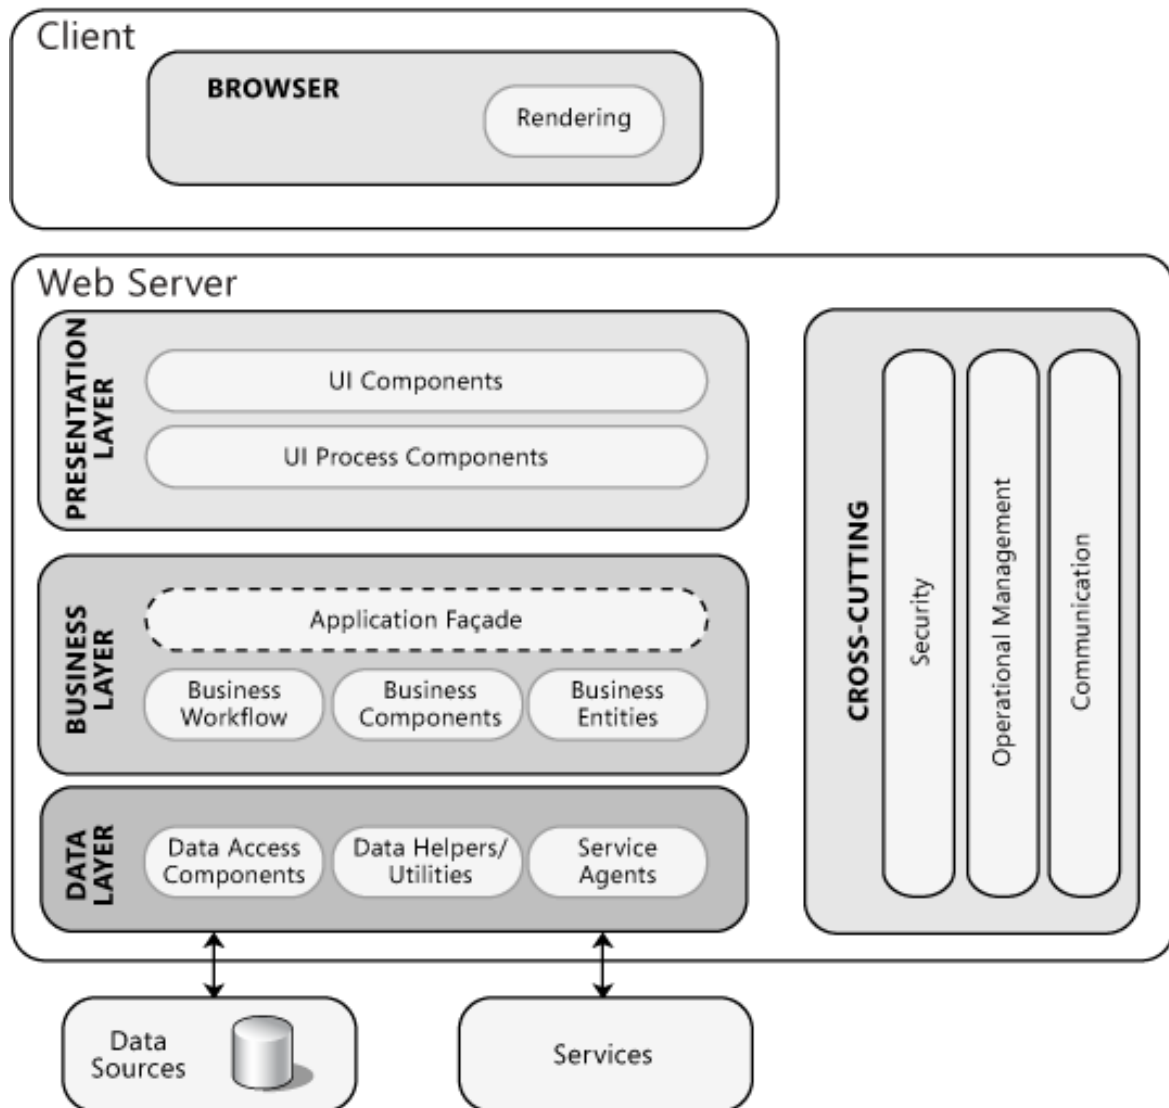 Client
BROWSER
Rendering
Web Server
PRESENTATION
LAYER
UI Components
UI Process Components
BUSINESS
LAYER
Application Façade
Business
Workflow
Business
Components
Business
Entities
DATA
LAYER
Data Access
Components
Data Helpers/
Utilities
Service
Agents
CROSS-CUTTING
Security
Operational Management
Communication
Data
Sources
Services